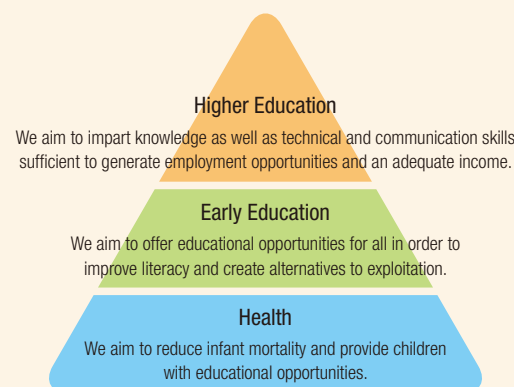 Higher Education
We aim to impart knowledge as well as technical and communication skills
sufficient to generate employment opportunities and an adequate income.
Early Education
We aim to offer educational opportunities for all in order to
improve literacy and create alternatives to exploitation.
Health
We aim to reduce infant mortality and provide children
with educational opportunities.